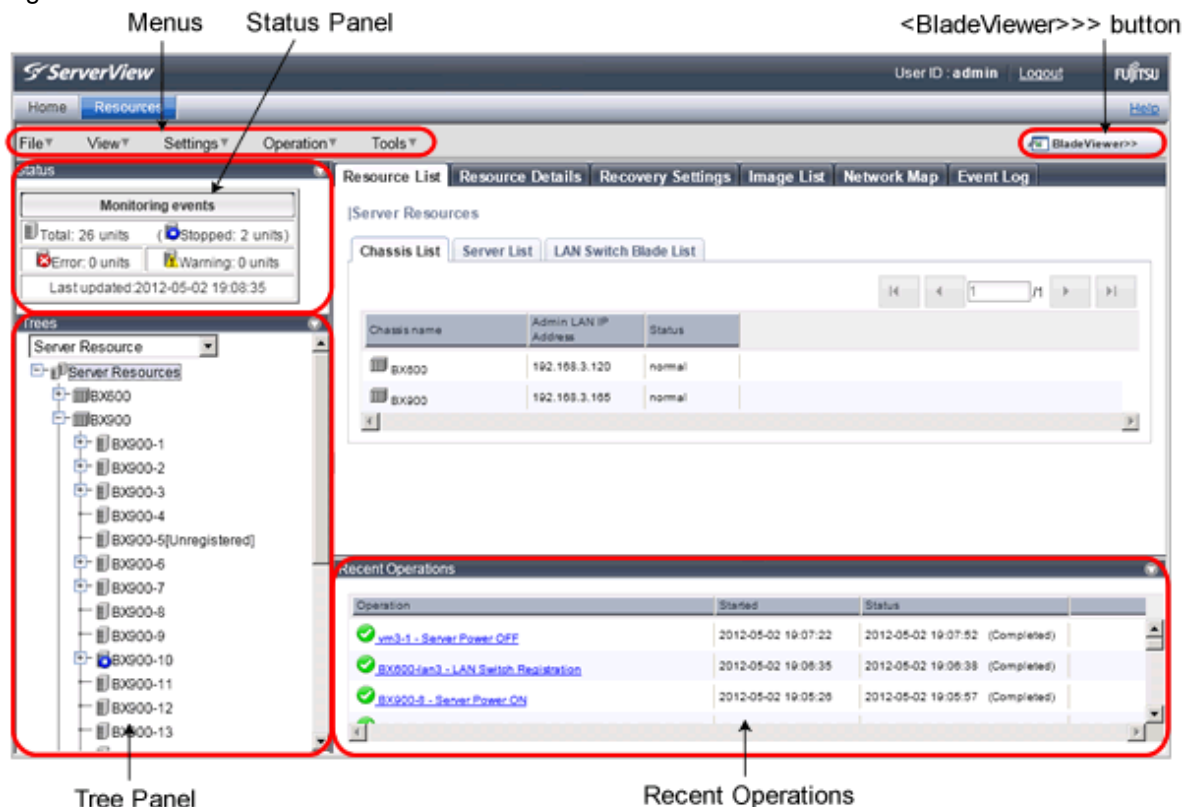 Menus Status Panel <BladeViewer>>> button
ServerView User ID : admin Logout FUJITSU
Home Resources Help
File View Settings Operation Tools BladeViewer>>
Status
Monitoring events
Total: 26 units (Stopped: 2 units)
Error: 0 units Warning: 0 units
Last updated:2012-05-02 19:08:35
Trees
Server Resource
Server Resources
BX600
BX900
BX900-1
BX900-2
BX900-3
BX900-4
BX900-5[Unregistered]
BX900-6
BX900-7
BX900-8
BX900-9
BX900-10
BX900-11
BX900-12
BX900-13
Resource List Resource Details Recovery Settings Image List Network Map Event Log
|Server Resources
Chassis List Server List LAN Switch Blade List
1 /1
Chassis name Admin LAN IP Address Status
BX600 192.168.3.120 normal
BX900 192.168.3.165 normal
Recent Operations
Operation Started Status
vm3-1 - Server Power OFF 2012-05-02 19:07:22 2012-05-02 19:07:52 (Completed)
BX600-lan3 - LAN Switch Registration 2012-05-02 19:06:35 2012-05-02 19:06:38 (Completed)
BX900-8 - Server Power ON 2012-05-02 19:05:26 2012-05-02 19:05:57 (Completed)
Tree Panel Recent Operations